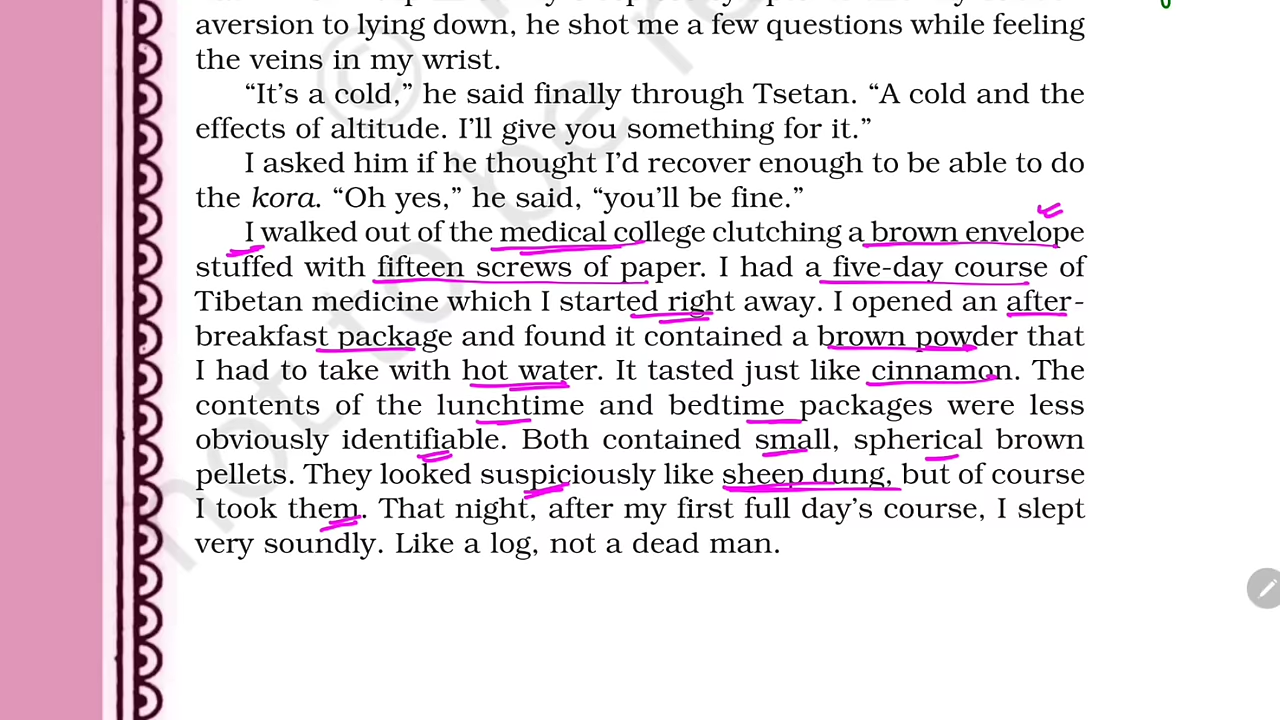 aversion to lying down, he shot me a few questions while feeling
the veins in my wrist.
“It’s a cold,” he said finally through Tsetan. “A cold and the
effects of altitude. I’ll give you something for it.”
I asked him if he thought I’d recover enough to be able to do
the kora. “Oh yes,” he said, “you’ll be fine.”
I walked out of the medical college clutching a brown envelope
stuffed with fifteen screws of paper. I had a five-day course of
Tibetan medicine which I started right away. I opened an after-
breakfast package and found it contained a brown powder that
I had to take with hot water. It tasted just like cinnamon. The
contents of the lunchtime and bedtime packages were less
obviously identifiable. Both contained small, spherical brown
pellets. They looked suspiciously like sheep dung, but of course
I took them. That night, after my first full day’s course, I slept
very soundly. Like a log, not a dead man.
not to be re